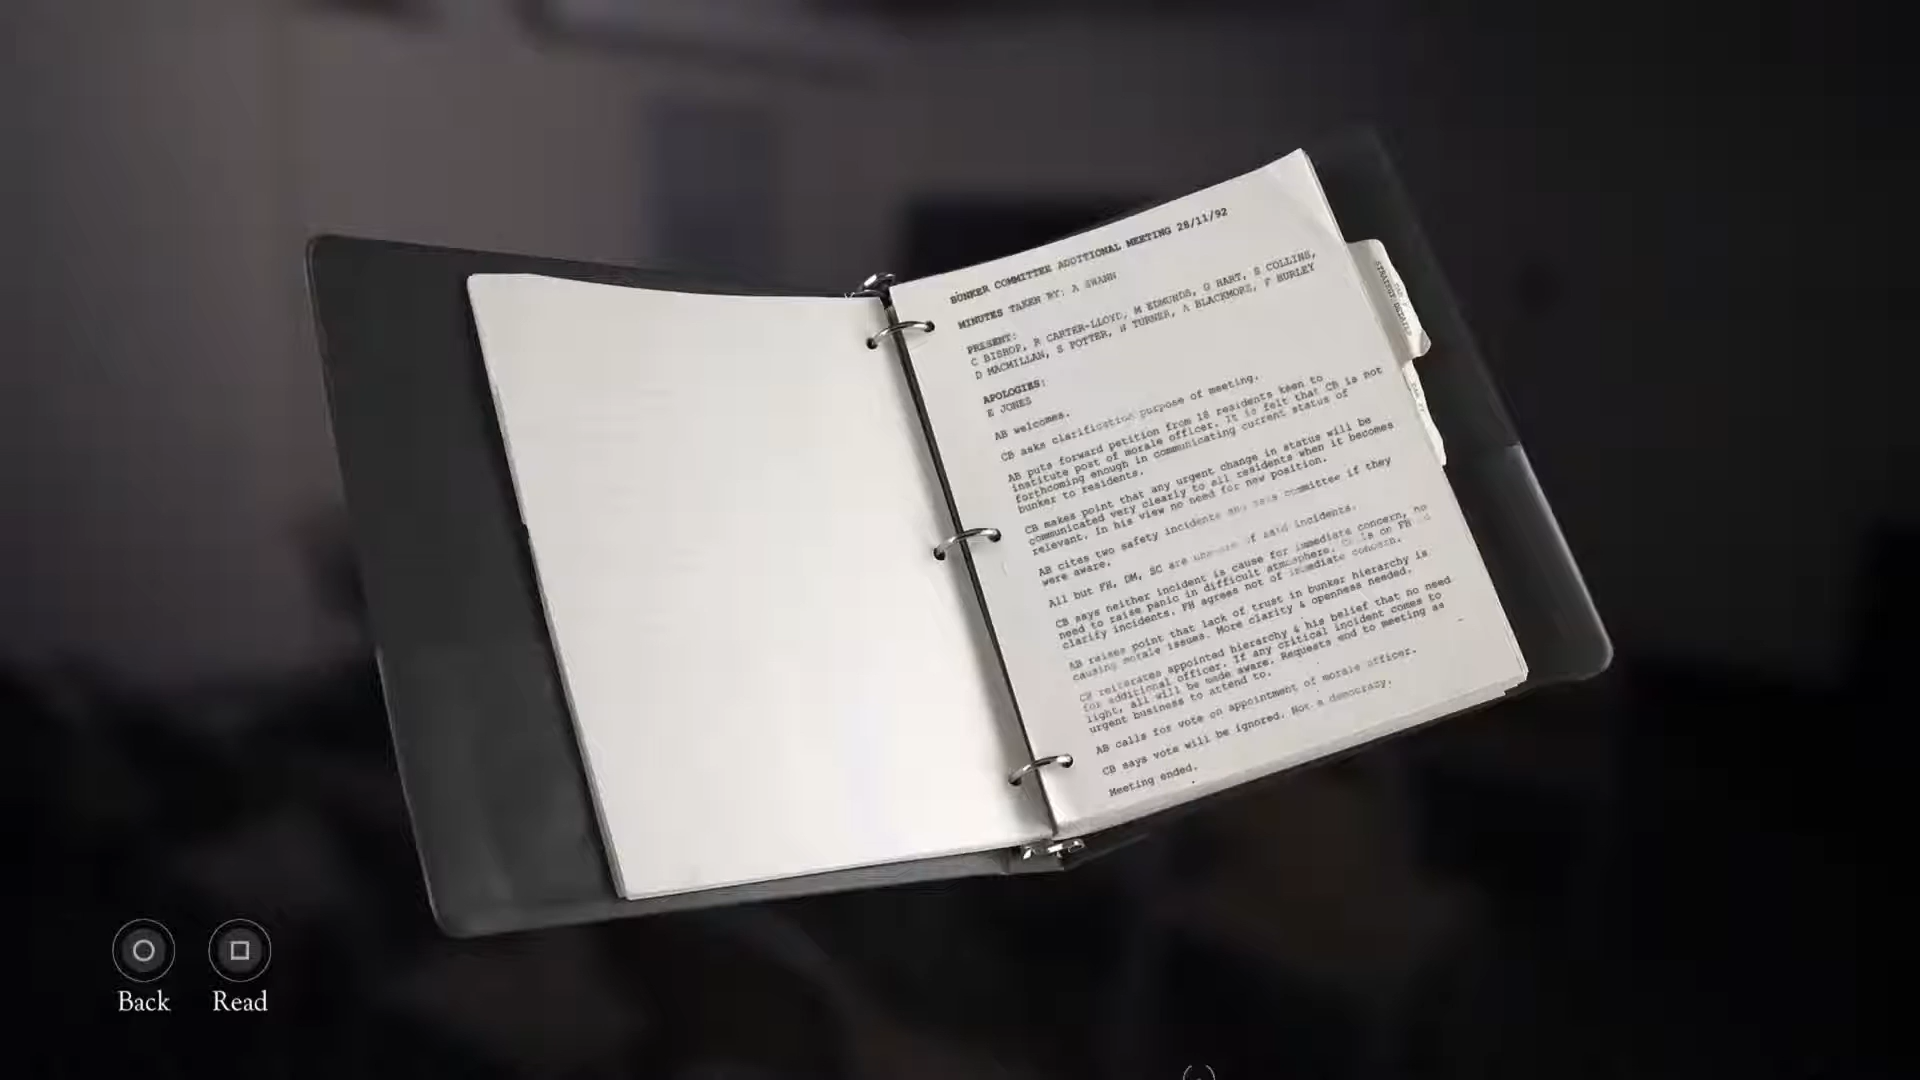 BUNKER COMMITTEE ADDITIONAL MEETING 28/11/92
MINUTES TAKEN BY: A SWANN
PRESENT:
C BISHOP, R CARTER-LLOYD, M EDMUNDS, G HART, S COLLINS,
D MACMILLAN, S POTTER, W TURNER, A BLACKMORE, F HURLEY
APOLOGIES:
E JONES
AB welcomes.
CB asks clarification purpose of meeting.
AB puts forward petition from 18 residents keen to
institute post of morale officer. It is felt that CB is not
forthcoming enough in communicating current status of
bunker to residents.
CB makes point that any urgent change in status will be
communicated very clearly to all residents when it becomes
relevant. In his view no need for new position.
AB cites two safety incidents and asks committee if they
were aware.
All but FH, DM, SC are unaware of said incidents.
CB says neither incident is cause for immediate concern, no
need to raise panic in difficult atmosphere. Calls on FH to
clarify incidents. FH agrees not of immediate concern.
AB raises point that lack of trust in bunker hierarchy is
causing morale issues. More clarity & openness needed.
CB reiterates appointed hierarchy & his belief that no need
for additional officer. If any critical incident comes to
light, all will be made aware. Requests end to meeting as
urgent business to attend to.
AB calls for vote on appointment of morale officer.
CB says vote will be ignored. Not a democracy.
Meeting ended.
STRATEGY DETAILS
Back
Read